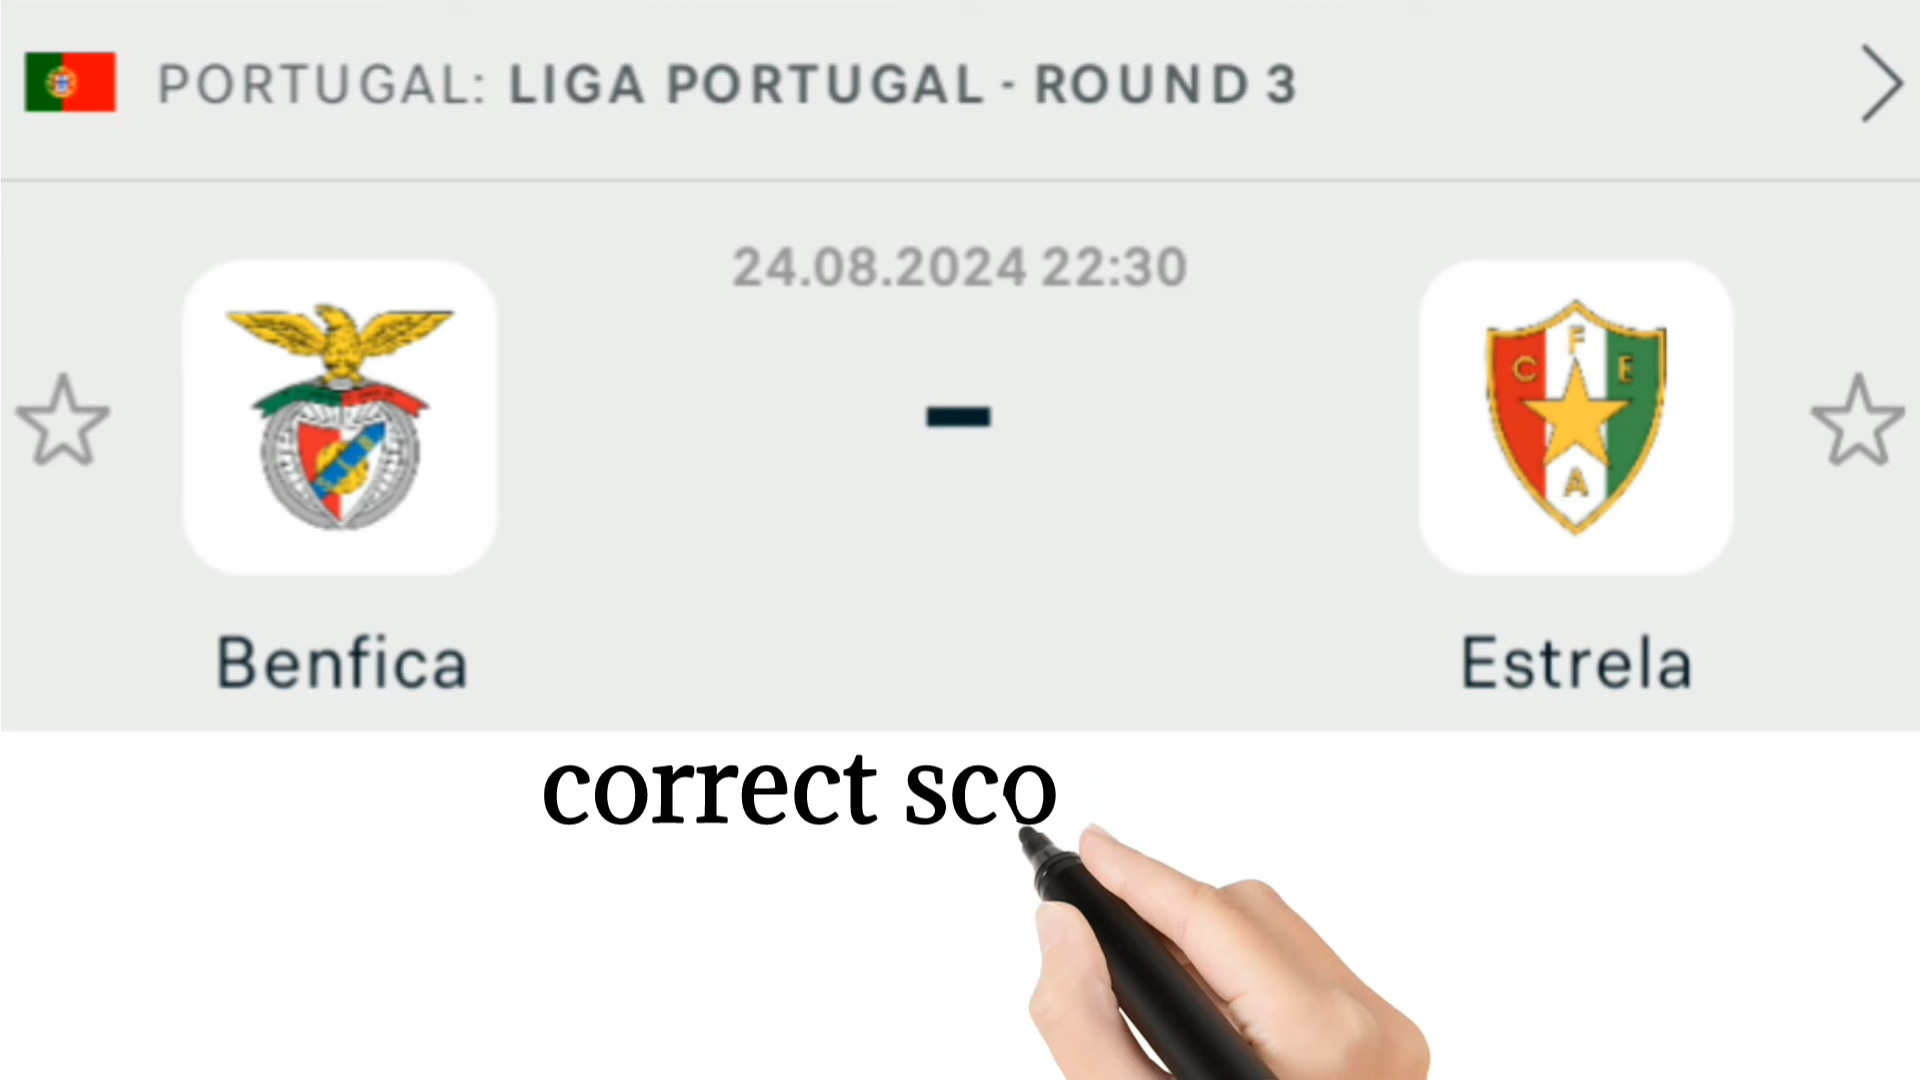 PORTUGAL: LIGA PORTUGAL - ROUND 3
24.08.2024 22:30
-
C F E
A
Benfica
Estrela
correct sco